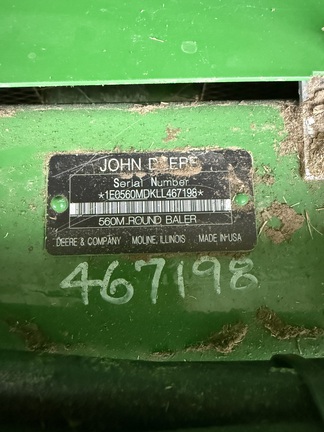 JOHN DEERE
Serial Number
*1E0560MDKLL467198*
560M ROUND BALER
DEERE & COMPANY MOLINE, ILLINOIS MADE IN USA
467198